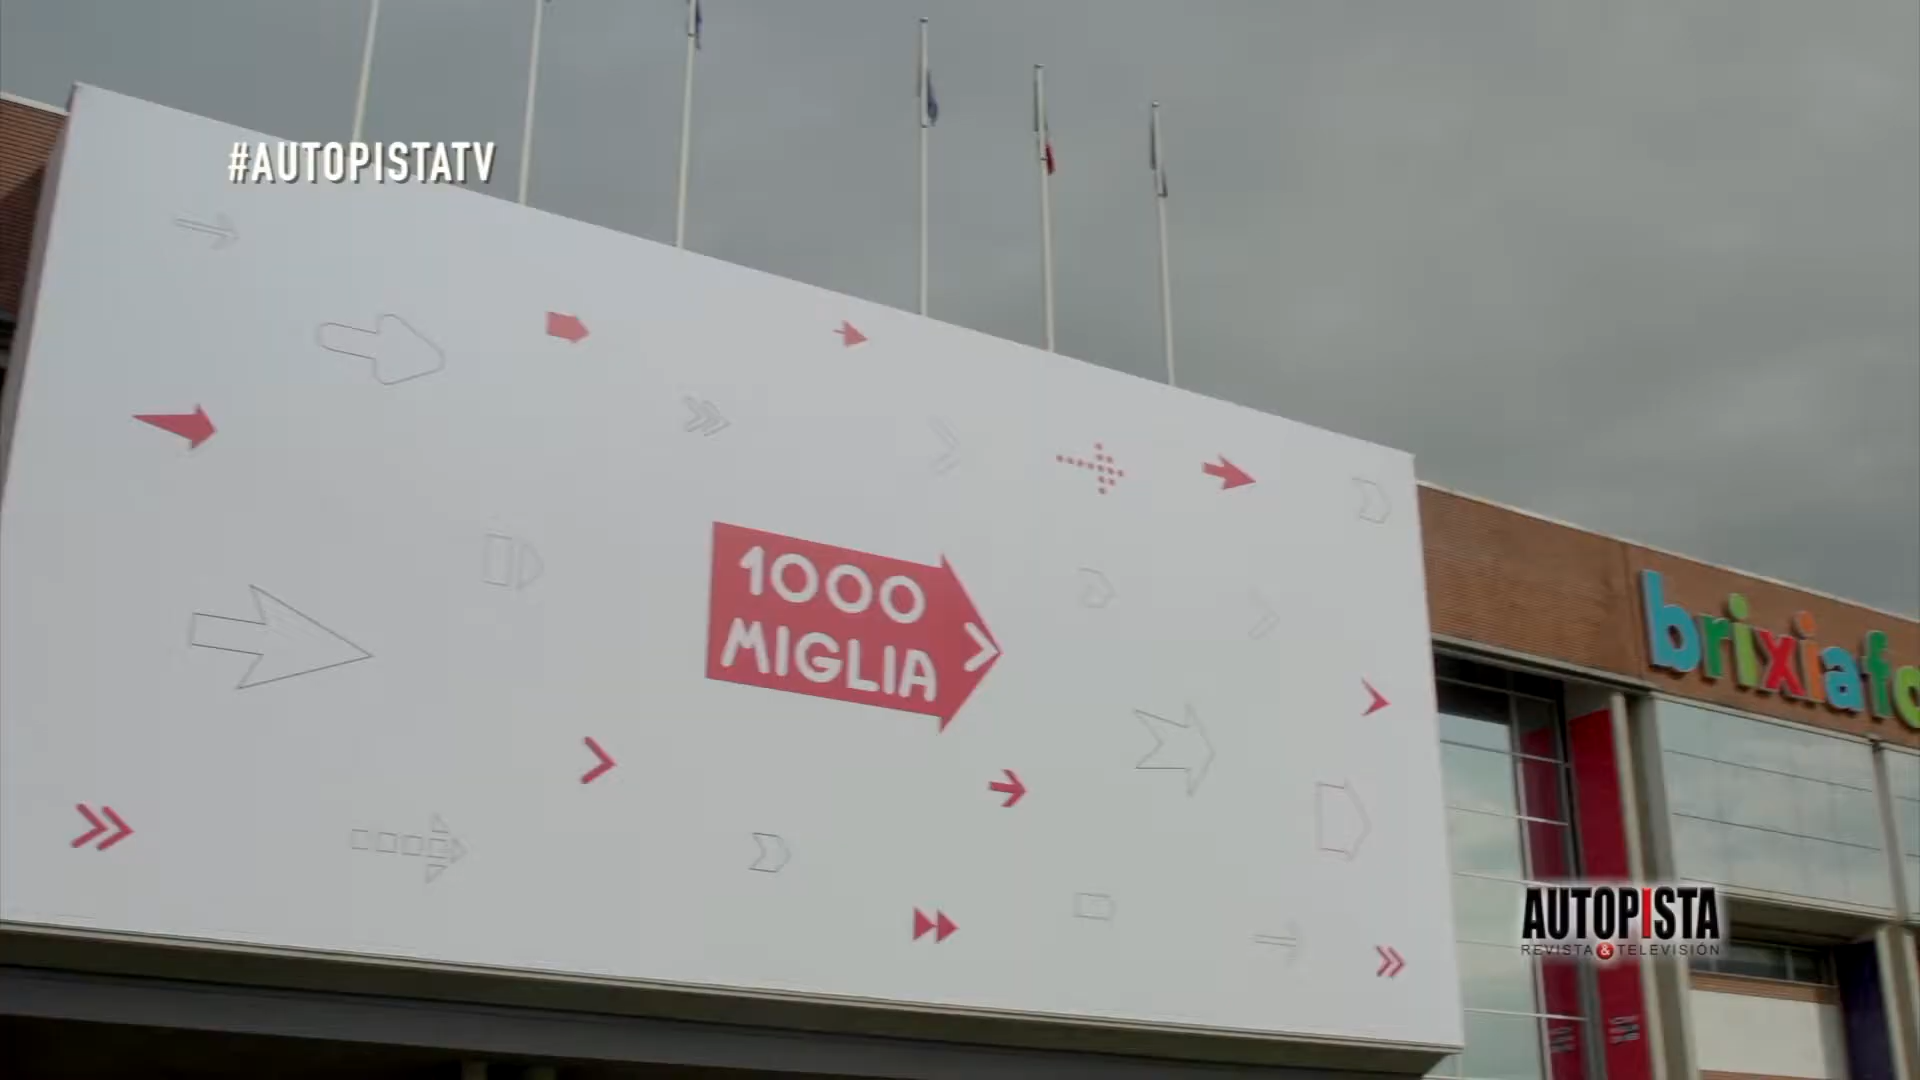 #AUTOPISTATV
1000
MIGLIA
brixiafo
AUTOPISTA
REVISTA & TELEVISIÓN